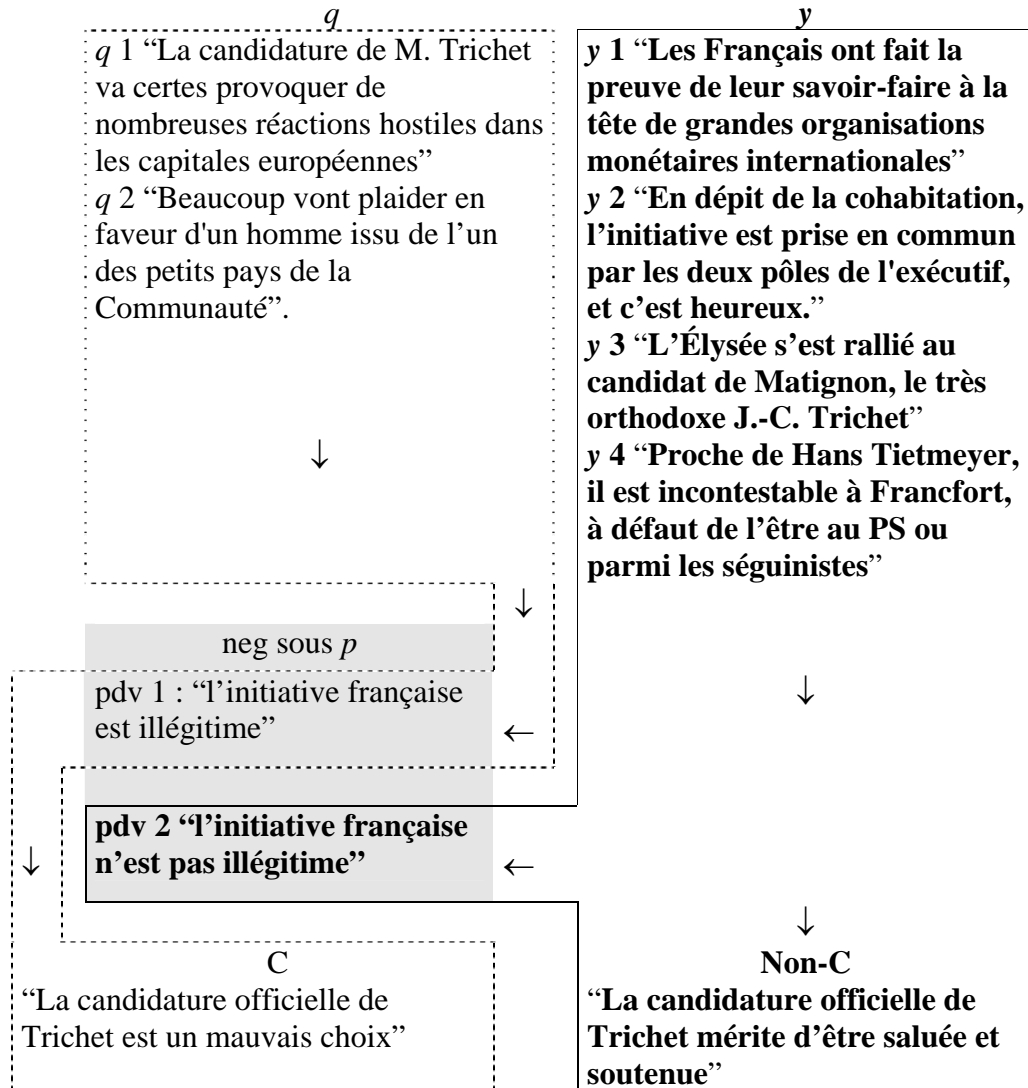 q
q 1 “La candidature de M. Trichet
va certes provoquer de
nombreuses réactions hostiles dans
les capitales européennes”
q 2 “Beaucoup vont plaider en
faveur d'un homme issu de l’un
des petits pays de la
Communauté”.
↓
↓
y
y 1 “Les Français ont fait la
preuve de leur savoir-faire à la
tête de grandes organisations
monétaires internationales”
y 2 “En dépit de la cohabitation,
l’initiative est prise en commun
par les deux pôles de l'exécutif,
et c’est heureux.”
y 3 “L’Élysée s’est rallié au
candidat de Matignon, le très
orthodoxe J.-C. Trichet”
y 4 “Proche de Hans Tietmeyer,
il est incontestable à Francfort,
à défaut de l’être au PS ou
parmi les séguinistes”
↓
neg sous p
pdv 1 : “l’initiative française
est illégitime” ←
pdv 2 “l’initiative française
n’est pas illégitime” ←
↓
↓
C
“La candidature officielle de
Trichet est un mauvais choix”
Non-C
“La candidature officielle de
Trichet mérite d’être saluée et
soutenue”